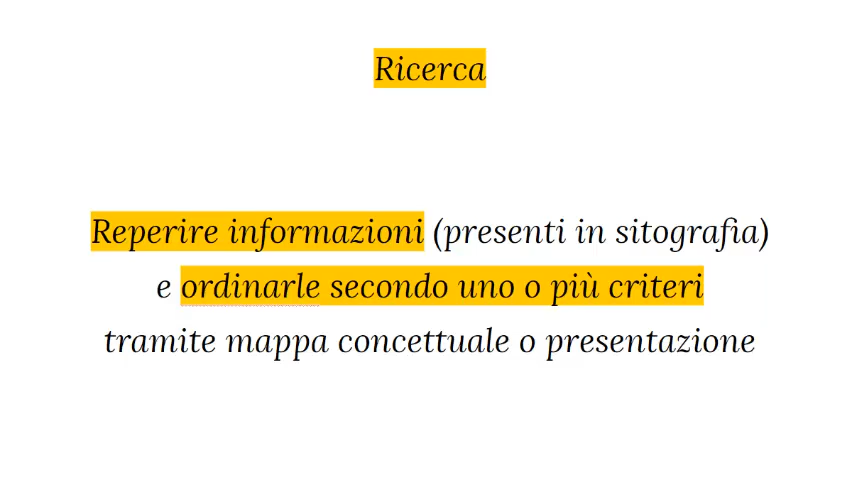 Ricerca
Reperire informazioni (presenti in sitografia)
e ordinarle secondo uno o più criteri
tramite mappa concettuale o presentazione